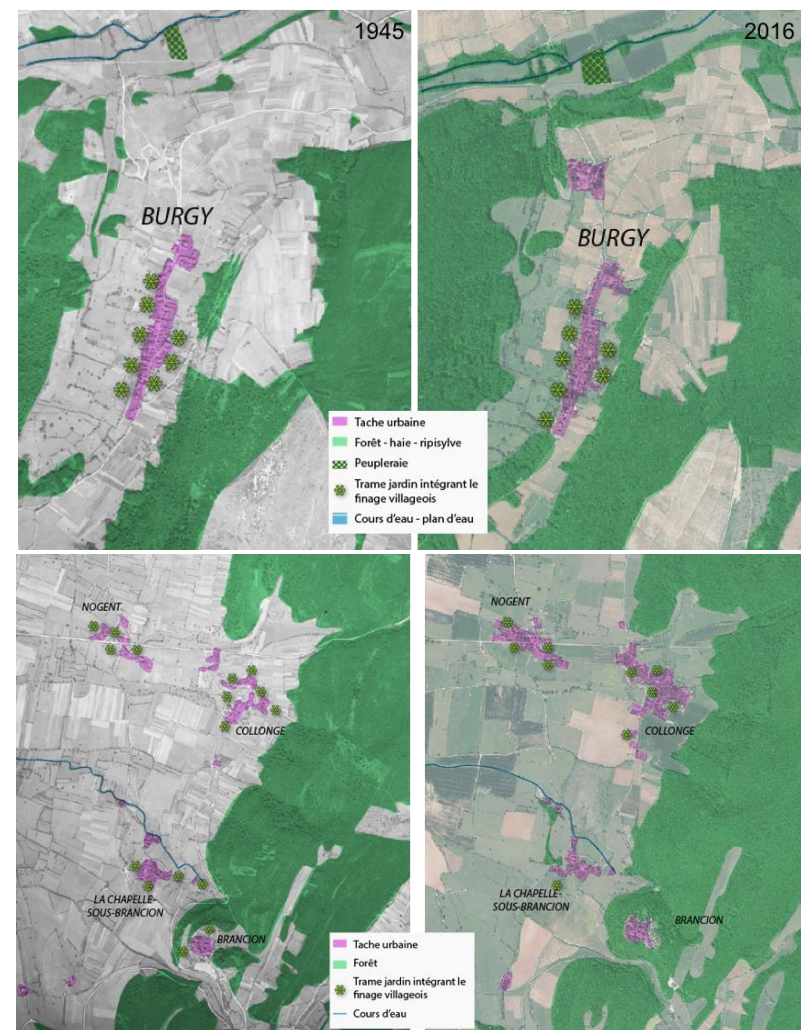 1945
2016
BURGY
BURGY
Tache urbaine
Forêt - haie - ripisylve
Peupleraie
Trame jardin intégrant le
finage villageois
Cours d'eau - plan d'eau
NOGENT
COLLONGE
LA CHAPELLE-
SOUS-BRANCION
BRANCION
NOGENT
COLLONGE
LA CHAPELLE-
SOUS-BRANCION
BRANCION
Tache urbaine
Forêt
Trame jardin intégrant le
finage villageois
Cours d'eau